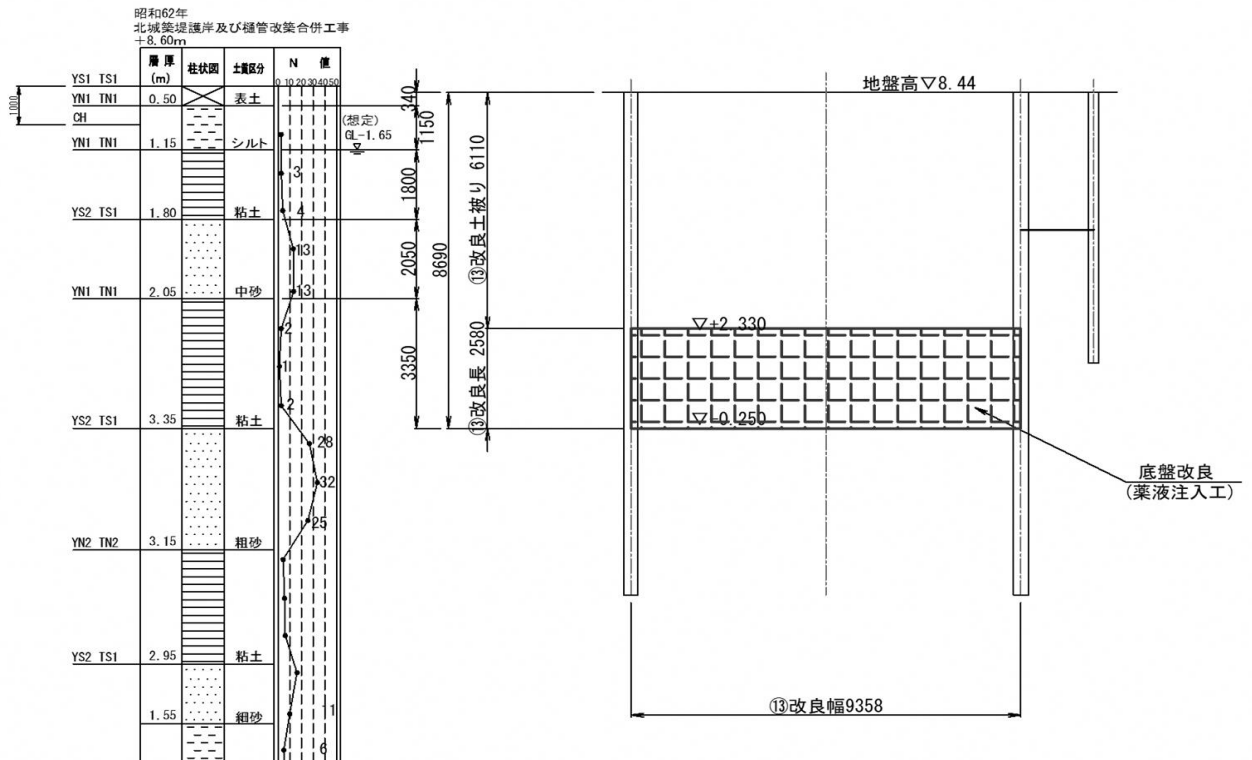 昭和62年
北城築堤護岸及び樋管改築合併工事
+8.60m
層厚
(m)
柱状図
土質区分
N 値
0 10 20 30 40 50
YS1 TS1
YN1 TN1
0.50
表土
1000
CH
YN1 TN1
1.15
シルト
(想定)
GL-1.65
3
YS2 TS1
1.80
粘土
4
13
YN1 TN1
2.05
中砂
13
2
1
2
YS2 TS1
3.35
粘土
28
32
25
YN2 TN2
3.15
粗砂
YS2 TS1
2.95
粘土
1.55
細砂
11
6
340
1150
1800
2050
3350
8690
⑬改良土被り 6110
⑬改良長 2580
地盤高▽8.44
▽+2.330
▽-0.250
底盤改良
(薬液注入工)
⑬改良幅9358